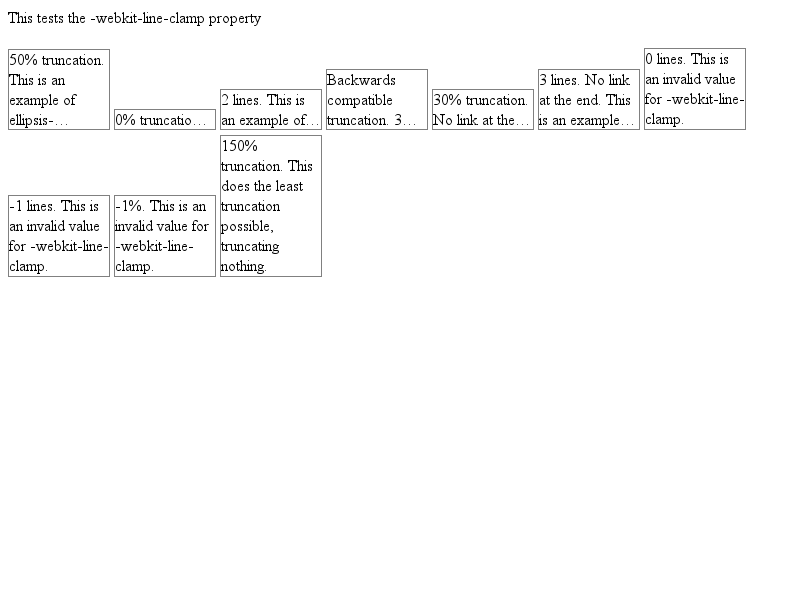 This tests the -webkit-line-clamp property
50% truncation.
This is an
example of
ellipsis-…
0% truncatio…
2 lines. This is
an example of…
Backwards
compatible
truncation. 3…
30% truncation.
No link at the…
3 lines. No link
at the end. This
is an example…
0 lines. This is
an invalid value
for -webkit-line-
clamp.
-1 lines. This is
an invalid value
for -webkit-line-
clamp.
-1%. This is an
invalid value for
-webkit-line-
clamp.
150%
truncation. This
does the least
truncation
possible,
truncating
nothing.